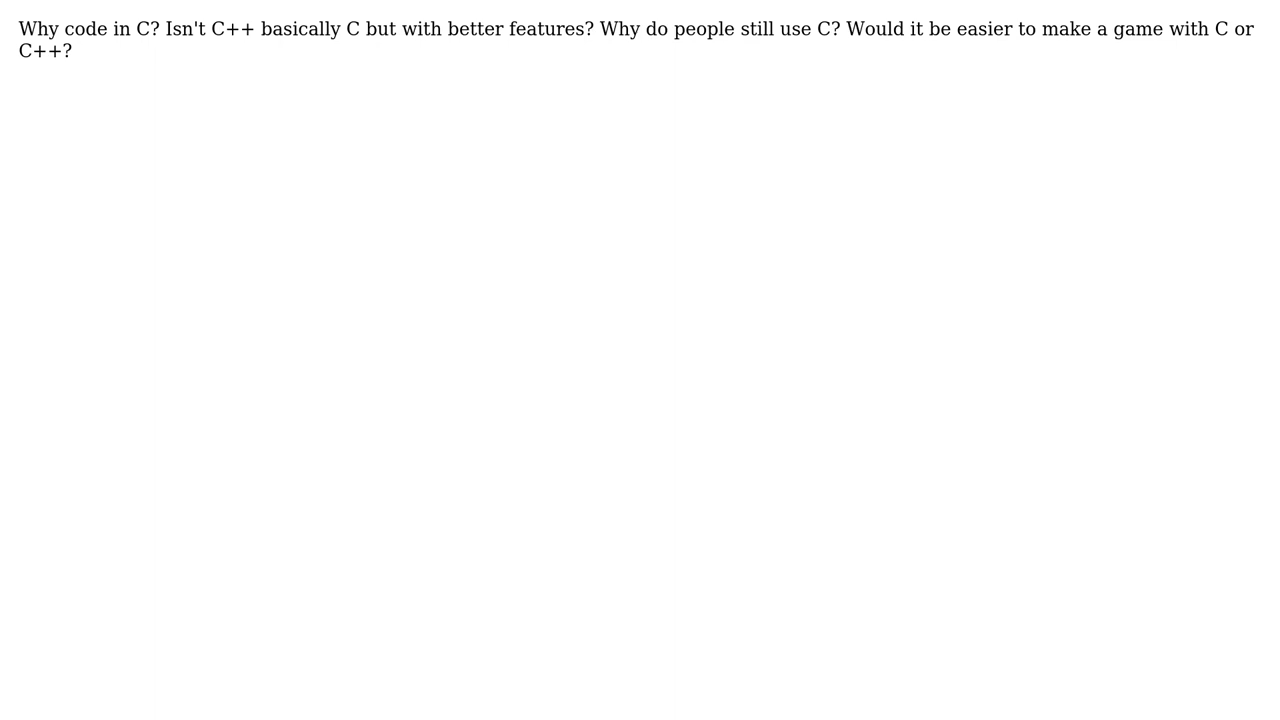 Why code in C? Isn't C++ basically C but with better features? Why do people still use C? Would it be easier to make a game with C or
C++?